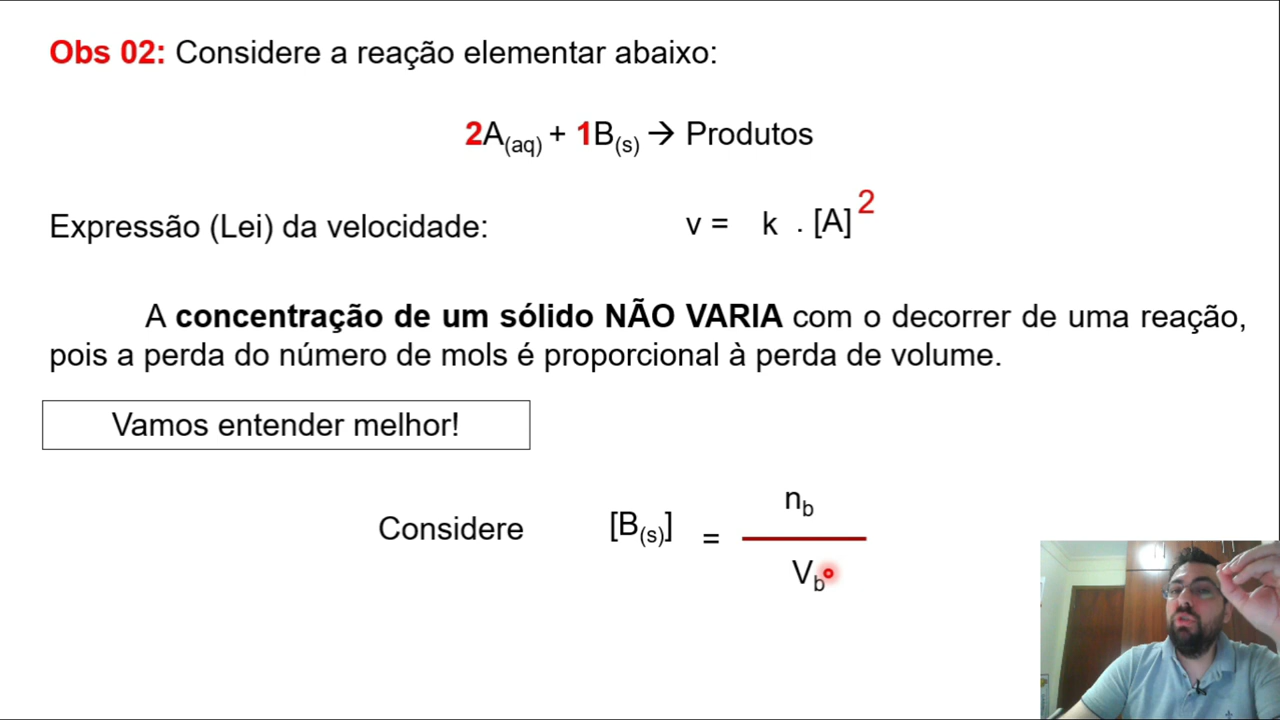 Obs 02: Considere a reação elementar abaixo:
2A(aq) + 1B(s) → Produtos
Expressão (Lei) da velocidade: v = k . [A]²
A concentração de um sólido NÃO VARIA com o decorrer de uma reação,
pois a perda do número de mols é proporcional à perda de volume.
Vamos entender melhor!
nb
Considere [B(s)] =
Vb